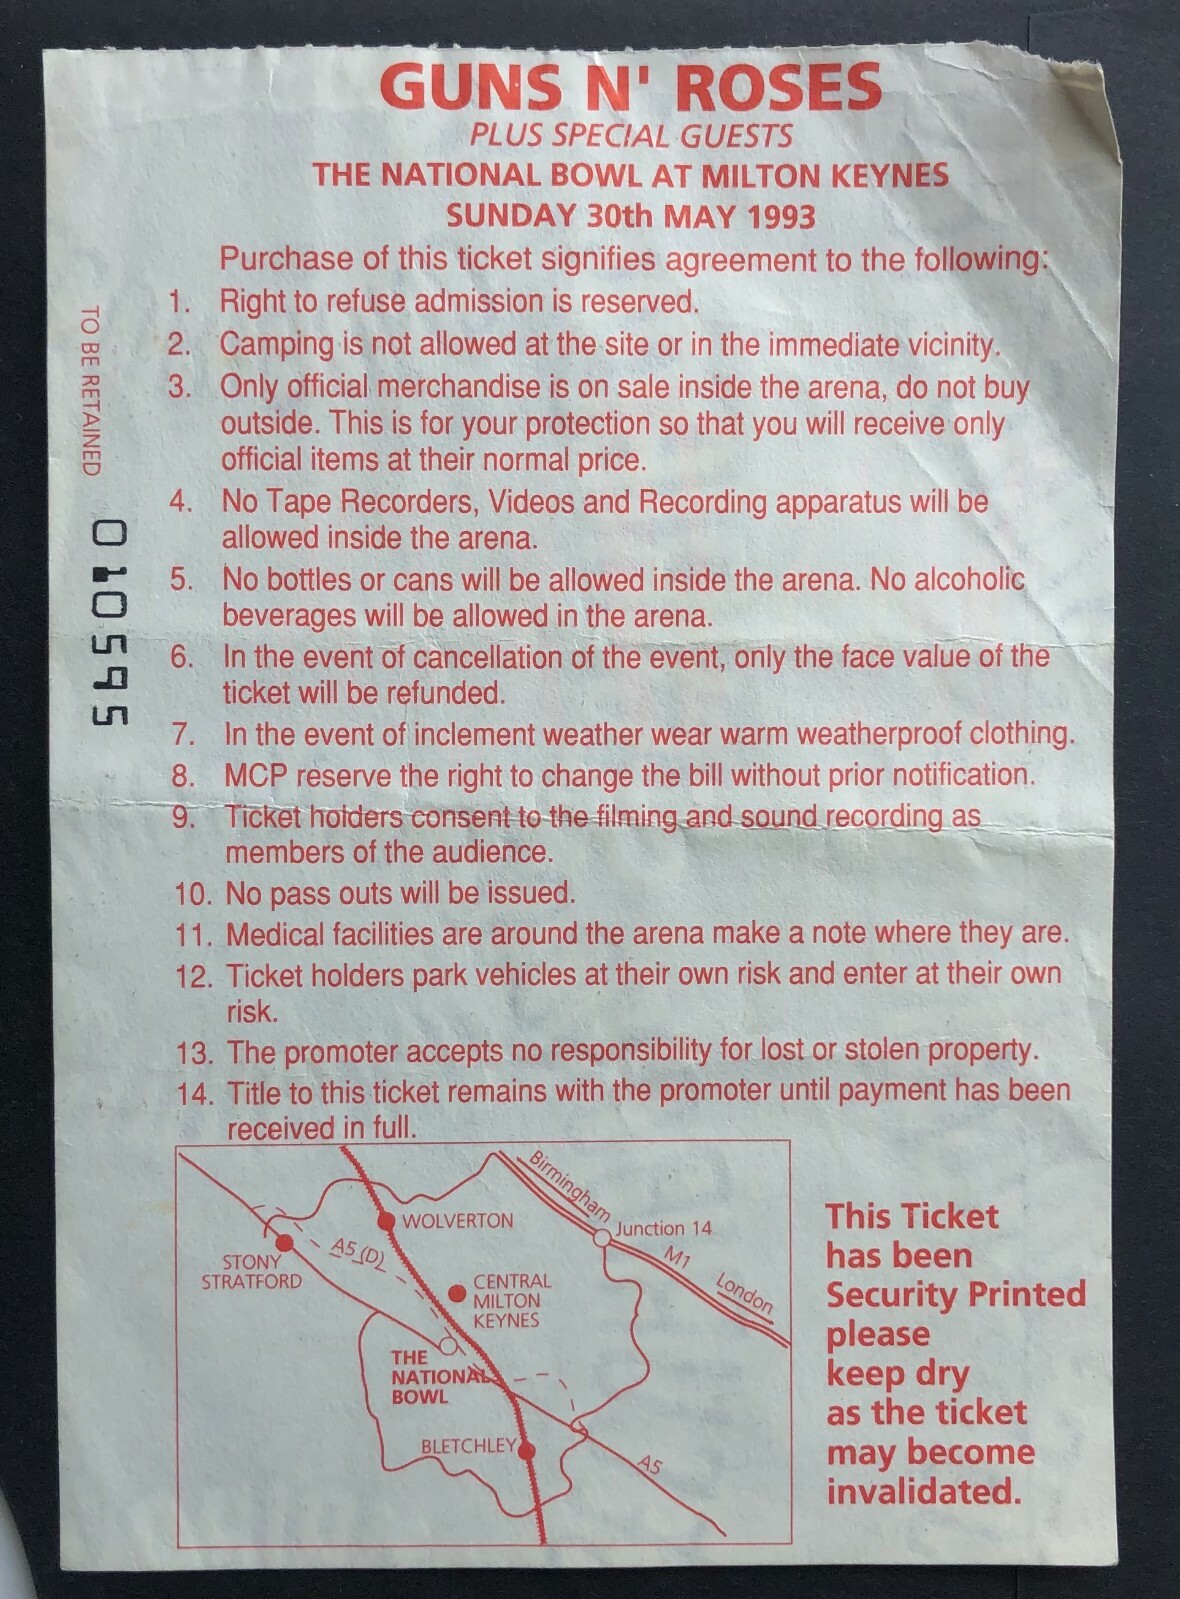 GUNS N' ROSES
PLUS SPECIAL GUESTS
THE NATIONAL BOWL AT MILTON KEYNES
SUNDAY 30th MAY 1993
Purchase of this ticket signifies agreement to the following:
1. Right to refuse admission is reserved.
2. Camping is not allowed at the site or in the immediate vicinity.
3. Only official merchandise is on sale inside the arena, do not buy
outside. This is for your protection so that you will receive only
official items at their normal price.
4. No Tape Recorders, Videos and Recording apparatus will be
allowed inside the arena.
5. No bottles or cans will be allowed inside the arena. No alcoholic
beverages will be allowed in the arena.
6. In the event of cancellation of the event, only the face value of the
ticket will be refunded.
7. In the event of inclement weather wear warm weatherproof clothing.
8. MCP reserve the right to change the bill without prior notification.
9. Ticket holders consent to the filming and sound recording as
members of the audience.
10. No pass outs will be issued.
11. Medical facilities are around the arena make a note where they are.
12. Ticket holders park vehicles at their own risk and enter at their own
risk.
13. The promoter accepts no responsibility for lost or stolen property.
14. Title to this ticket remains with the promoter until payment has been
received in full.
TO BE RETAINED
010595
Birmingham
Junction 14
M1
London
WOLVERTON
A5 (D)
STONY
STRATFORD
CENTRAL
MILTON
KEYNES
THE
NATIONAL
BOWL
BLETCHLEY
A5
This Ticket
has been
Security Printed
please
keep dry
as the ticket
may become
invalidated.